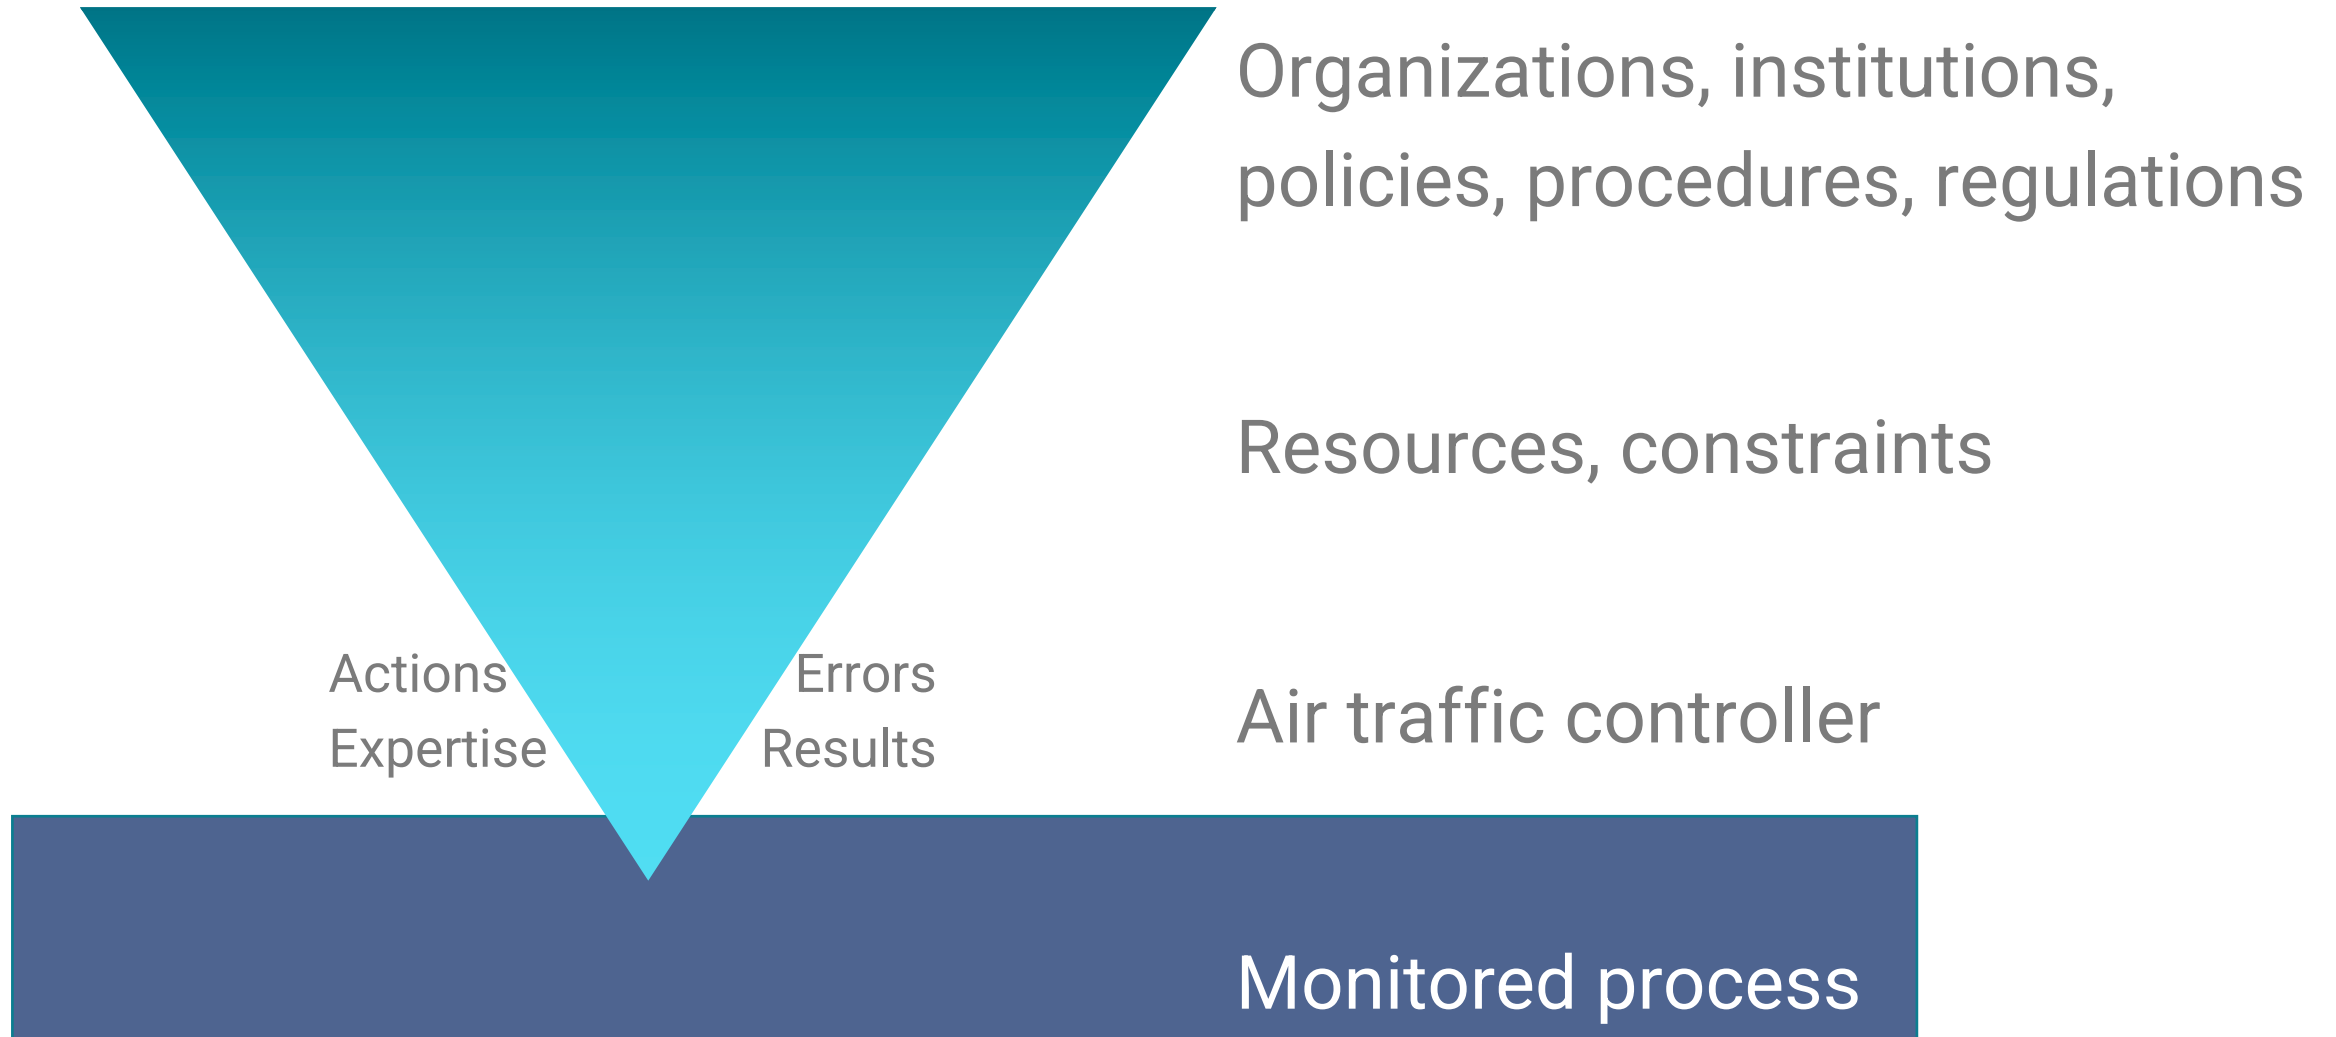 Organizations, institutions,
policies, procedures, regulations
Resources, constraints
Actions
Errors
Expertise
Results
Air traffic controller
Monitored process